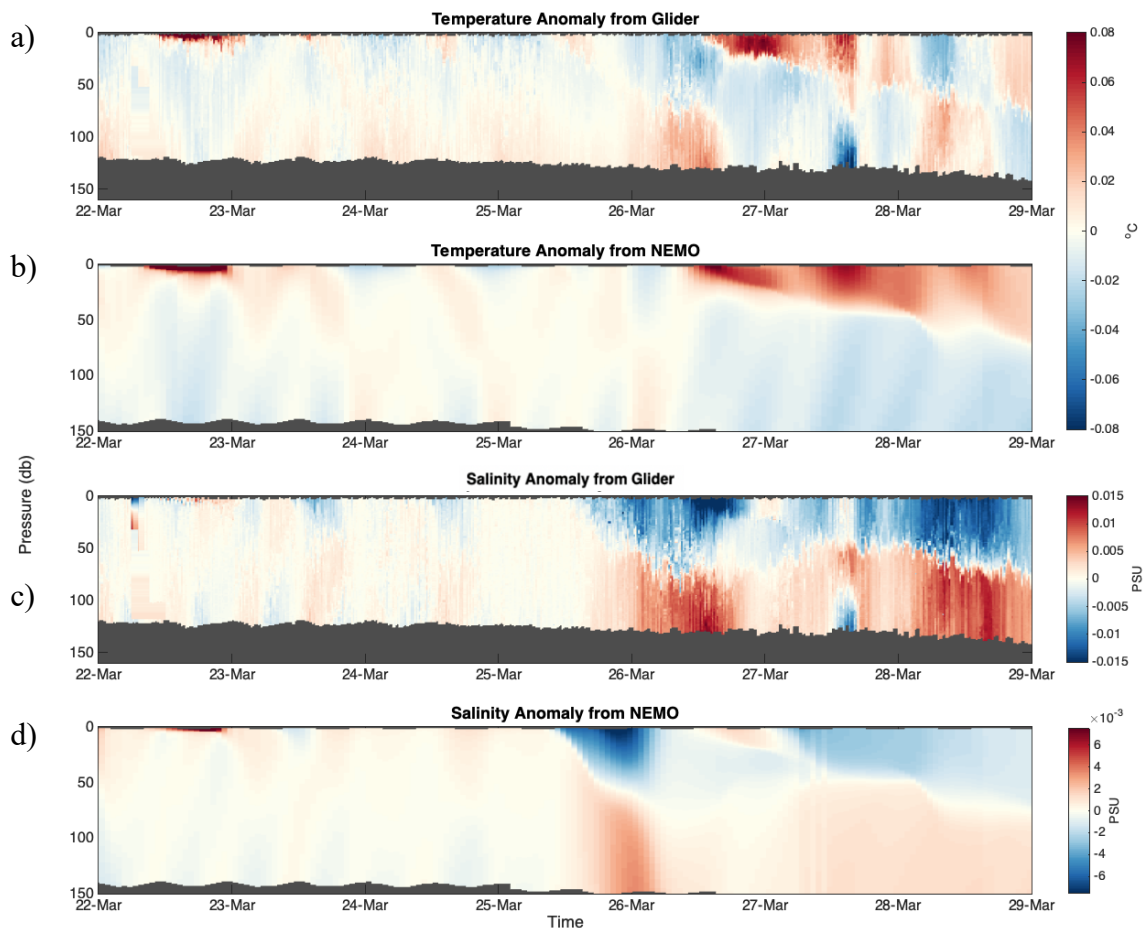 a)
Temperature Anomaly from Glider
0
50
100
150
22-Mar 23-Mar 24-Mar 25-Mar 26-Mar 27-Mar 28-Mar 29-Mar
b)
Temperature Anomaly from NEMO
0
50
100
150
22-Mar 23-Mar 24-Mar 25-Mar 26-Mar 27-Mar 28-Mar 29-Mar
0.08
0.06
0.04
0.02
0
-0.02
-0.04
-0.06
-0.08
°C
Pressure (db)
c)
Salinity Anomaly from Glider
0
50
100
150
22-Mar 23-Mar 24-Mar 25-Mar 26-Mar 27-Mar 28-Mar 29-Mar
0.015
0.01
0.005
0
-0.005
-0.01
-0.015
PSU
d)
Salinity Anomaly from NEMO
0
50
100
150
22-Mar 23-Mar 24-Mar 25-Mar 26-Mar 27-Mar 28-Mar 29-Mar
Time
×10⁻³
6
4
2
0
-2
-4
-6
PSU